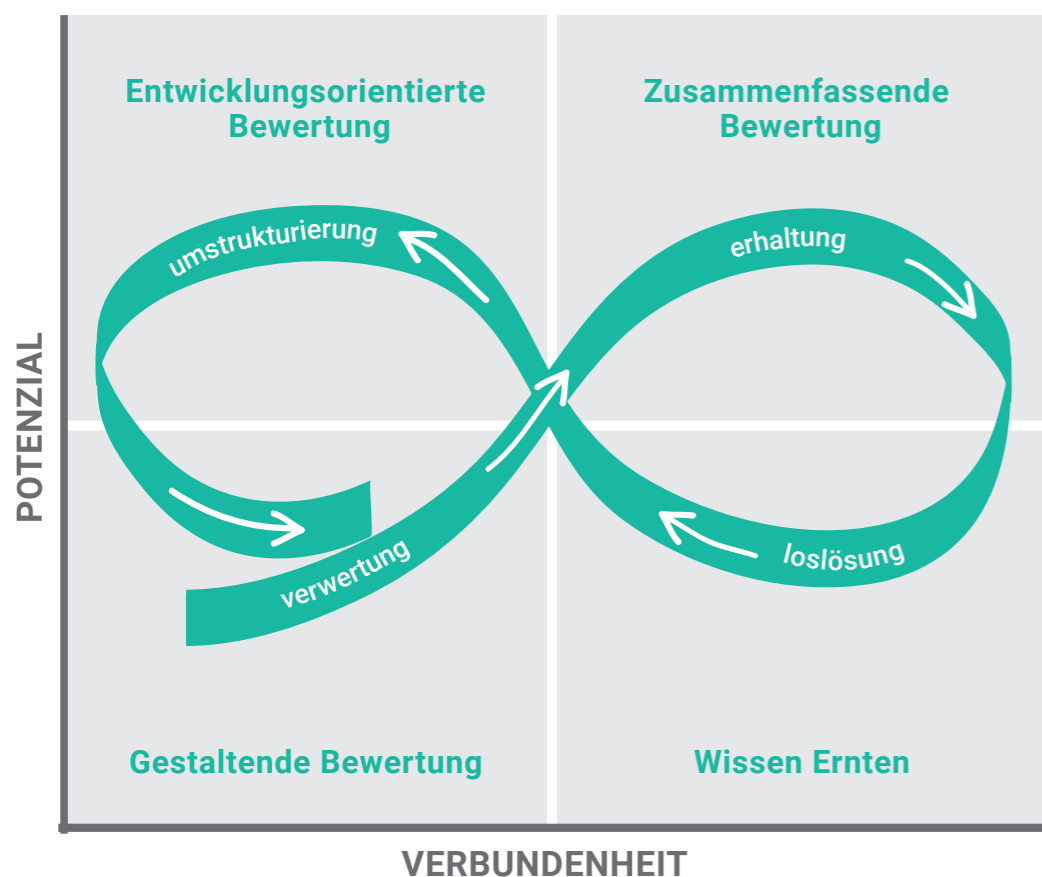 Entwicklungsorientierte
Bewertung
Zusammenfassende
Bewertung
umstrukturierung
erhaltung
POTENZIAL
verwertung
loslösung
Gestaltende Bewertung
Wissen Ernten
VERBUNDENHEIT